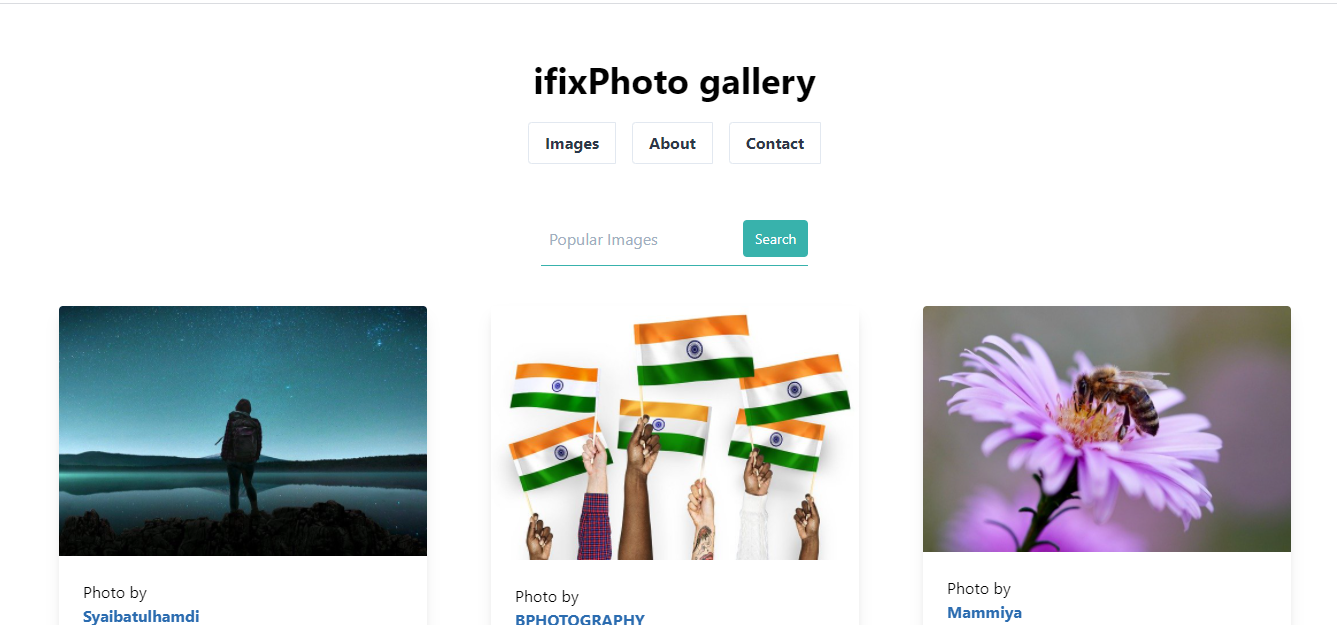 ifixPhoto gallery
Images About Contact
Popular Images Search
Photo by
Syaibatulhamdi
Photo by
BPHOTOGRAPHY
Photo by
Mammiya